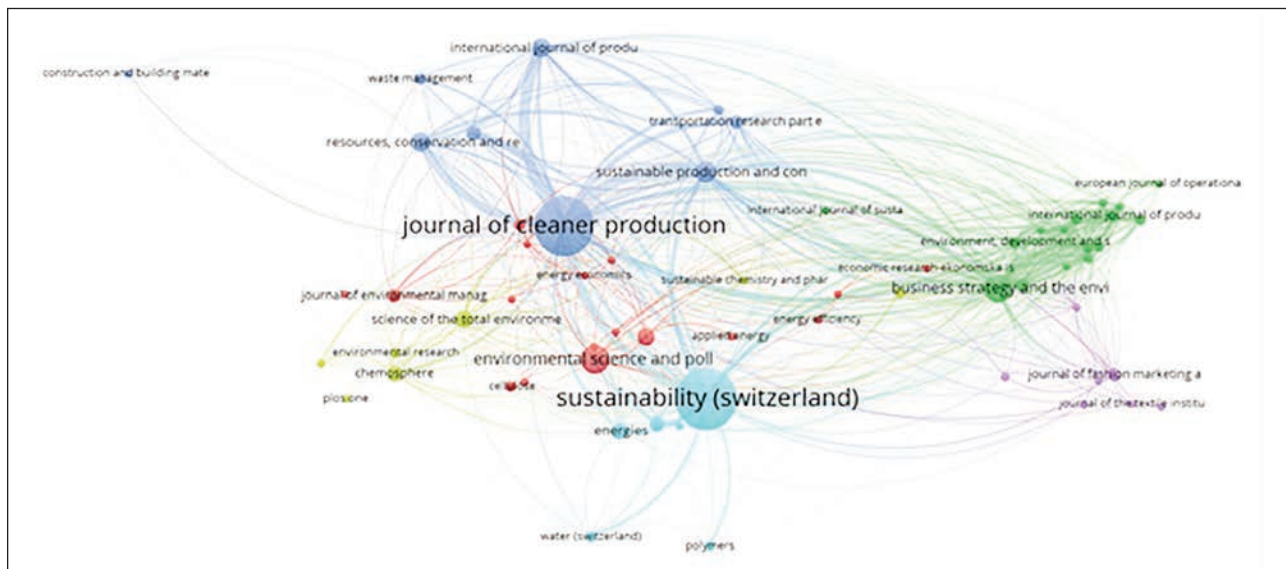 international journal of produ
construction and building mate
waste management
transportation research part e
resources, conservation and re
sustainable production and con
european journal of operationa
international journal of susta
international journal of produ
journal of cleaner production
environment, development and s
energy economics
sustainable chemistry and phar
economic research-ekonomska is
business strategy and the envi
journal of environmental manag
science of the total environme
energy efficiency
applied energy
environmental research
environmental science and poll
chemosphere
journal of fashion marketing a
cellulose
plos one
sustainability (switzerland)
journal of the textile institu
energies
water (switzerland)
polymers